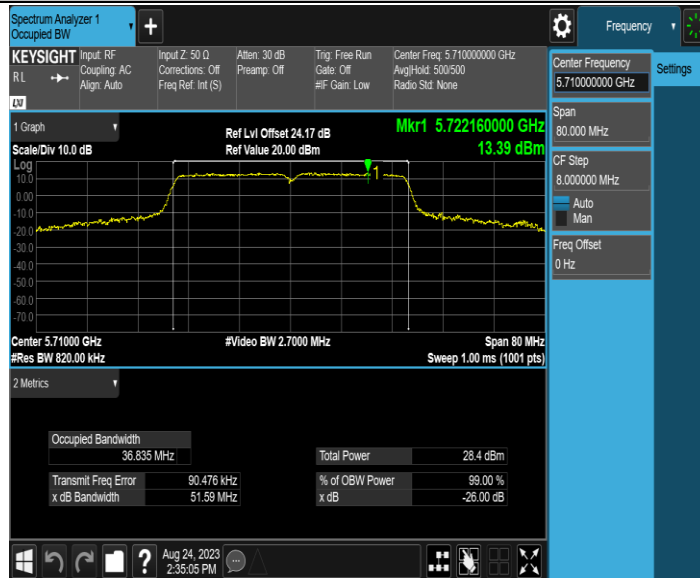 Spectrum Analyzer 1
Occupied BW
Frequency
KEYSIGHT
Input: RF
Coupling: AC
Align: Auto
Input Z: 50 Ω
Corrections: Off
Freq Ref: Int (S)
Atten: 30 dB
Preamp: Off
Trig: Free Run
Gate: Off
#IF Gain: Low
Center Freq: 5.710000000 GHz
Avg|Hold: 500/500
Radio Std: None
RL
LXI
1 Graph
Scale/Div 10.0 dB
Ref Lvl Offset 24.17 dB
Ref Value 20.00 dBm
Mkr1 5.722160000 GHz
13.39 dBm
Log
10.0
0.00
-10.0
-20.0
-30.0
-40.0
-50.0
-60.0
-70.0
1
Center 5.71000 GHz
#Video BW 2.7000 MHz
Span 80 MHz
#Res BW 820.00 kHz
Sweep 1.00 ms (1001 pts)
2 Metrics
Occupied Bandwidth
36.835 MHz
Total Power 28.4 dBm
Transmit Freq Error 90.476 kHz
% of OBW Power 99.00 %
x dB Bandwidth 51.59 MHz
x dB -26.00 dB
Center Frequency
5.710000000 GHz
Settings
Span
80.000 MHz
CF Step
8.000000 MHz
Auto
Man
Freq Offset
0 Hz
Aug 24, 2023
2:35:05 PM